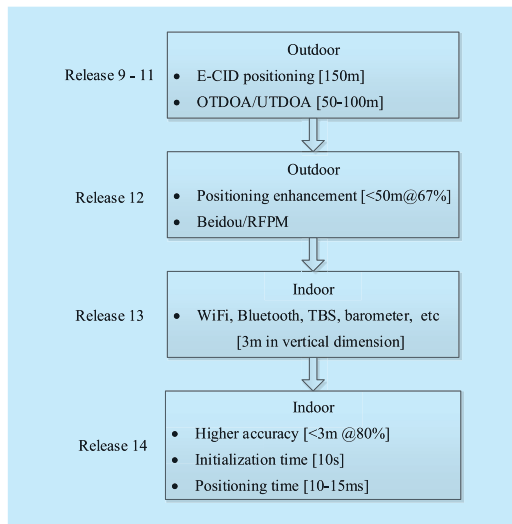 Outdoor
Release 9 - 11
• E-CID positioning [150m]
• OTDOA/UTDOA [50-100m]
Outdoor
Release 12
• Positioning enhancement [<50m@67%]
• Beidou/RFPM
Indoor
Release 13
• WiFi, Bluetooth, TBS, barometer, etc
[3m in vertical dimension]
Indoor
Release 14
• Higher accuracy [<3m @80%]
• Initialization time [10s]
• Positioning time [10-15ms]